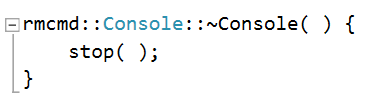 rmcmd::Console::~Console( ) {
    stop( );
}